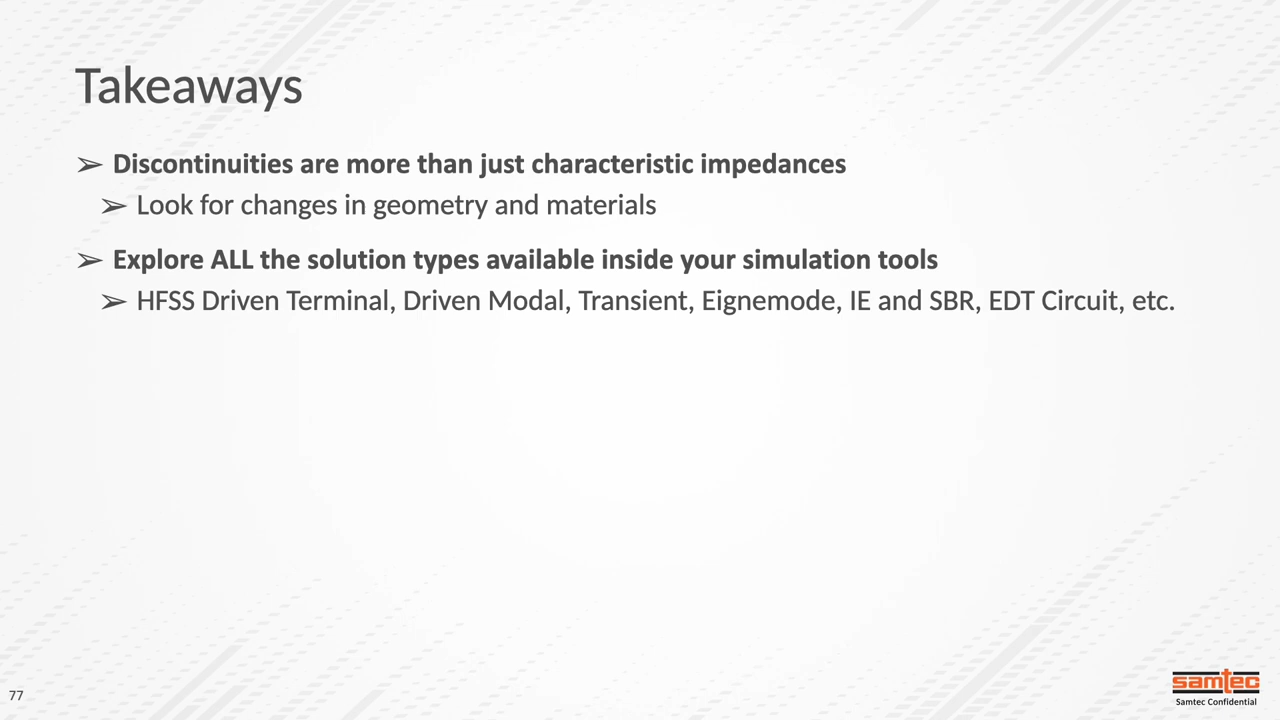 Takeaways
➢ Discontinuities are more than just characteristic impedances
➢ Look for changes in geometry and materials
➢ Explore ALL the solution types available inside your simulation tools
➢ HFSS Driven Terminal, Driven Modal, Transient, Eignemode, IE and SBR, EDT Circuit, etc.
77
samtec
Samtec Confidential